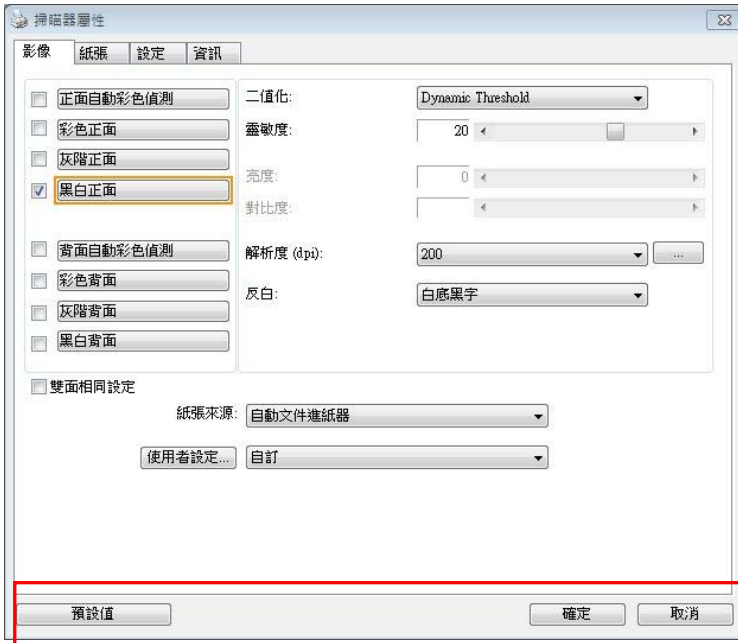 掃瞄器屬性
影像 紙張 設定 資訊
正面自動彩色偵測
彩色正面
灰階正面
黑白正面
背面自動彩色偵測
彩色背面
灰階背面
黑白背面
二值化: Dynamic Threshold
靈敏度: 20
亮度: 0
對比度:
解析度 (dpi): 200 ...
反白: 白底黑字
雙面相同設定
紙張來源: 自動文件進紙器
使用者設定... 自訂
預設值 確定 取消